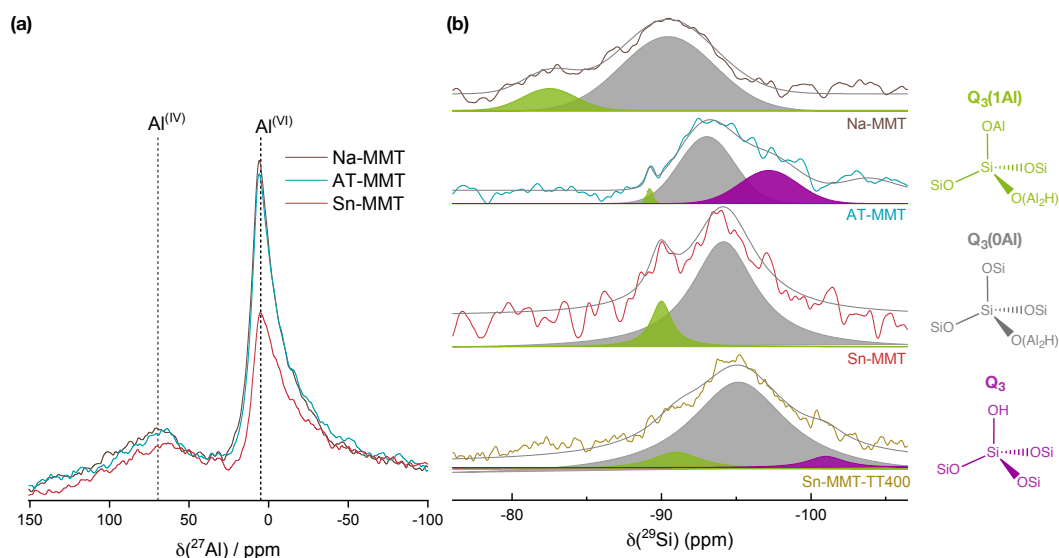 (a)
Al(IV)
Al(VI)
Na-MMT
AT-MMT
Sn-MMT
150 100 50 0 -50 -100
δ(²⁷Al) / ppm
(b)
Na-MMT
AT-MMT
Sn-MMT
Sn-MMT-TT400
-80 -90 -100
δ(²⁹Si) (ppm)
Q₃(1Al)
OAl
Si
OSi
SiO
O(Al₂H)
Q₃(0Al)
OSi
Si
OSi
SiO
O(Al₂H)
Q₃
OH
Si
OSi
SiO
OSi